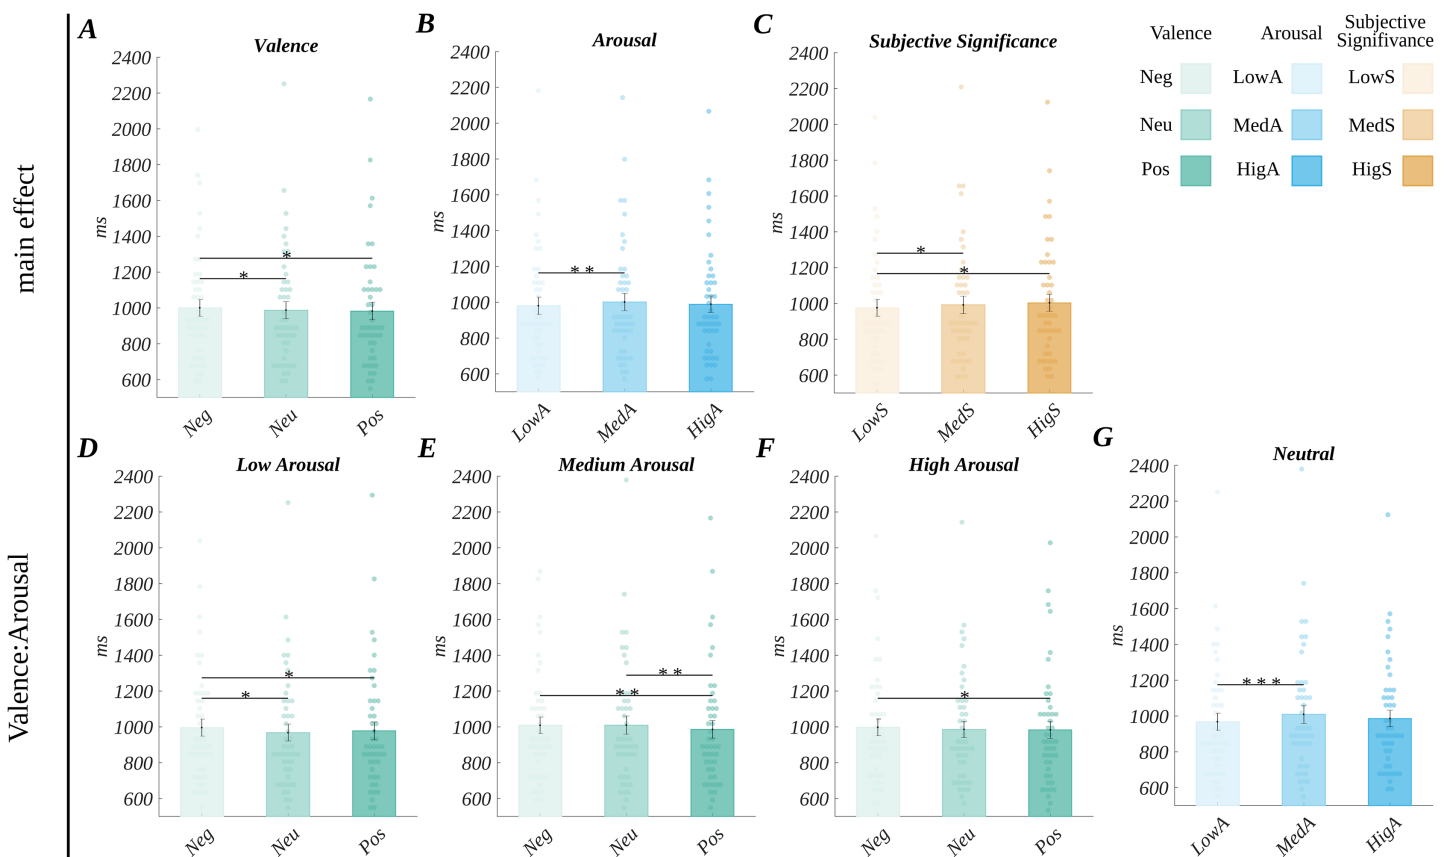 A
Valence
2400
2200
2000
1800
1600
1400
1200
1000
800
600
ms
*
*
Neg
Neu
Pos
B
Arousal
2400
2200
2000
1800
1600
1400
1200
1000
800
600
ms
* *
LowA
MedA
HigA
C
Subjective Significance
2400
2200
2000
1800
1600
1400
1200
1000
800
600
ms
*
*
LowS
MedS
HigS
Valence
Arousal
Subjective
Signifivance
Neg
LowA
LowS
Neu
MedA
MedS
Pos
HigA
HigS
main effect
D
Low Arousal
2400
2200
2000
1800
1600
1400
1200
1000
800
600
ms
*
*
Neg
Neu
Pos
E
Medium Arousal
2400
2200
2000
1800
1600
1400
1200
1000
800
600
ms
* *
* *
Neg
Neu
Pos
F
High Arousal
2400
2200
2000
1800
1600
1400
1200
1000
800
600
ms
*
Neg
Neu
Pos
G
Neutral
2400
2200
2000
1800
1600
1400
1200
1000
800
600
ms
* * *
LowA
MedA
HigA
Valence:Arousal